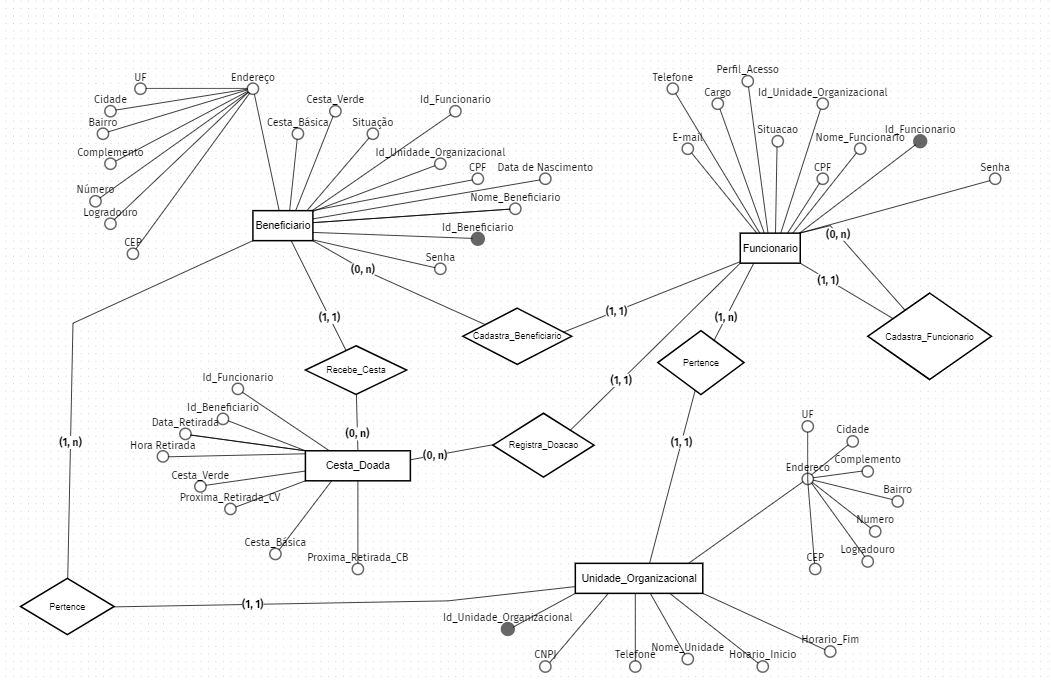 Perfil_Acesso
UF
Endereço
Telefone
Cidade
Cesta_Verde
Id_Funcionario
Cargo
Id_Unidade_Organizacional
Bairro
Cesta_Básica
Situação
Situacao
Id_Funcionario
E-mail
Nome_Funcionario
Complemento
Id_Unidade_Organizacional
CPF
Data de Nascimento
CPF
Senha
Número
Nome_Beneficiario
Logradouro
Beneficiario
Id_Beneficiario
(0, n)
CEP
Funcionario
Senha
(0, n)
(1, 1)
(1, 1)
(1, 1)
(1, n)
Cadastra_Beneficiario
Cadastra_Funcionario
Pertence
Recebe_Cesta
Id_Funcionario
(1, 1)
Id_Beneficiario
UF
Data_Retirada
Cidade
(0, n)
(1, n)
Hora Retirada
Registra_Doacao
(1, 1)
(0, n)
Complemento
Cesta_Doada
Endereco
Cesta_Verde
Bairro
Proxima_Retirada_CV
Numero
Cesta_Básica
Logradouro
Proxima_Retirada_CB
CEP
Unidade_Organizacional
(1, 1)
Pertence
Id_Unidade_Organizacional
Horario_Fim
Nome_Unidade
CNPJ
Telefone
Horario_Inicio